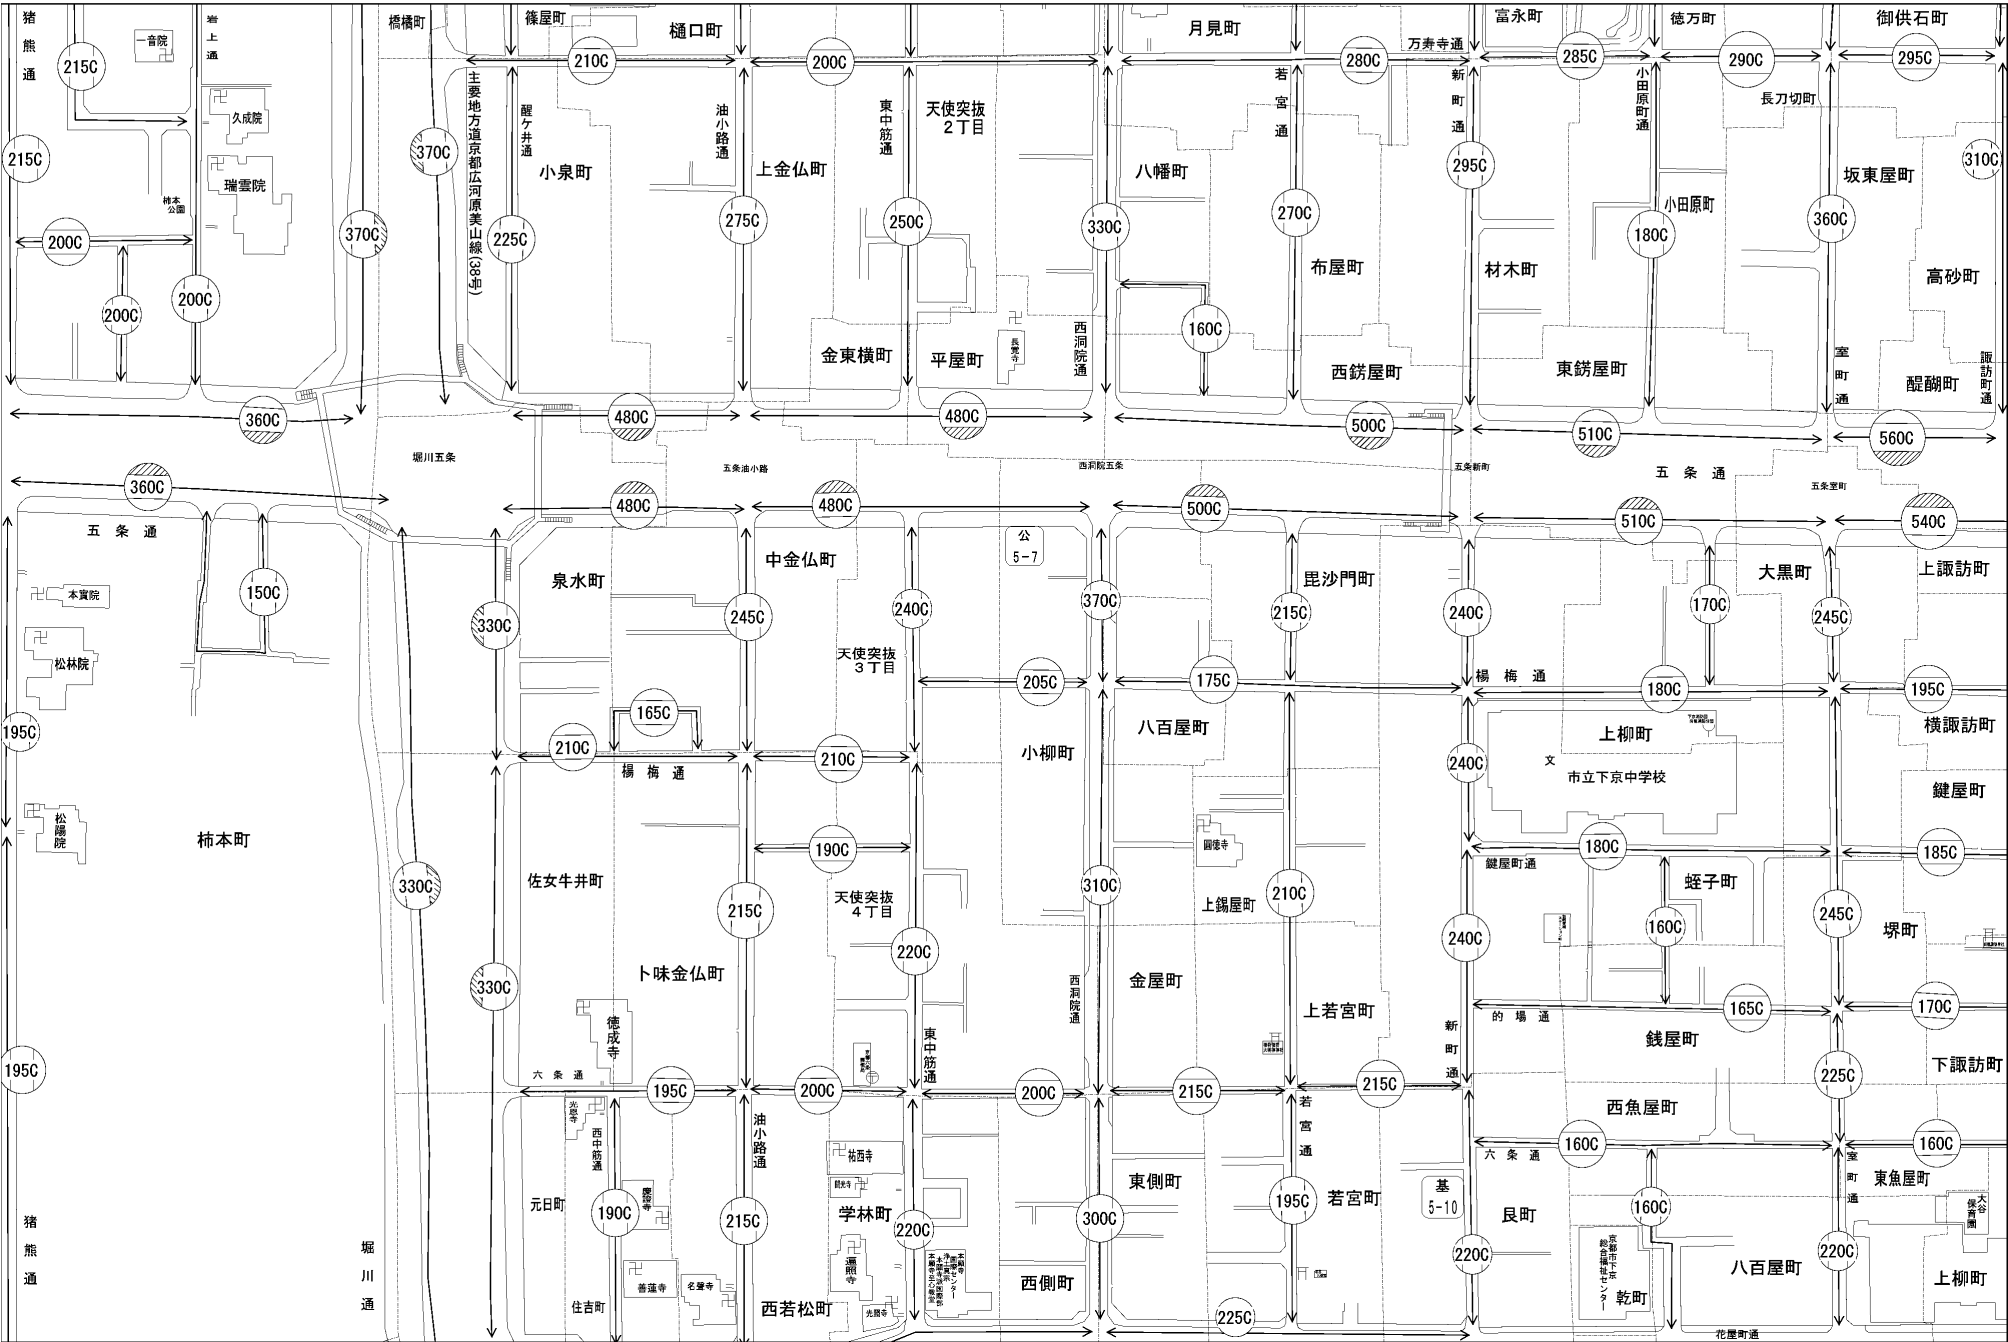 猪熊通
岩上通
橋橘町
篠屋町
樋口町
月見町
万寿寺通
富永町
徳万町
御供石町
一音院
215C
210C
200C
280C
285C
290C
295C
久成院
215C
370C
主要地方道京都広河原美山線(38号)
醒ケ井通
小泉町
油小路通
上金仏町
東中筋通
天使突抜
2丁目
八幡町
若宮通
新町通
295C
小田原町通
長刀切町
坂東屋町
310C
瑞雲院
柿本
公園
200C
370C
225C
275C
250C
330C
270C
布屋町
材木町
180C
小田原町
360C
高砂町
200C
200C
金東横町
平屋町
長覚寺
西洞院通
160C
西錺屋町
東錺屋町
室町通
醍醐町
諏訪町通
360C
480C
480C
500C
510C
560C
堀川五条
五条油小路
西洞院五条
五条新町
五条通
五条室町
360C
480C
480C
500C
510C
540C
五条通
150C
本實院
松林院
泉水町
中金仏町
公
5-7
毘沙門町
大黒町
上諏訪町
330C
245C
240C
370C
215C
240C
170C
245C
天使突抜
3丁目
205C
175C
楊梅通
180C
195C
195C
165C
210C
210C
楊梅通
小柳町
八百屋町
上柳町
横諏訪町
240C
文
市立下京中学校
鍵屋町
松陽院
柿本町
190C
圓徳寺
180C
185C
鍵屋町通
330C
佐女牛井町
215C
天使突抜
4丁目
310C
210C
上錫屋町
蛭子町
240C
160C
245C
堺町
220C
330C
卜味金仏町
西洞院通
金屋町
上若宮町
165C
170C
的場通
徳成寺
東中筋通
新町通
銭屋町
下諏訪町
195C
六条通
195C
200C
200C
215C
215C
225C
光恩寺
西中筋通
油小路通
若宮通
西魚屋町
160C
160C
六条通
祐西寺
東側町
若宮町
基
5-10
艮町
室町通
東魚屋町
元日町
190C
慶證寺
215C
学林町
220C
300C
195C
220C
160C
220C
大谷
保育園
猪熊通
堀川通
善蓮寺
名聲寺
遍照寺
西側町
京都市下京
総合福祉センター
八百屋町
上柳町
住吉町
西若松町
光圓寺
225C
乾町
花屋町通